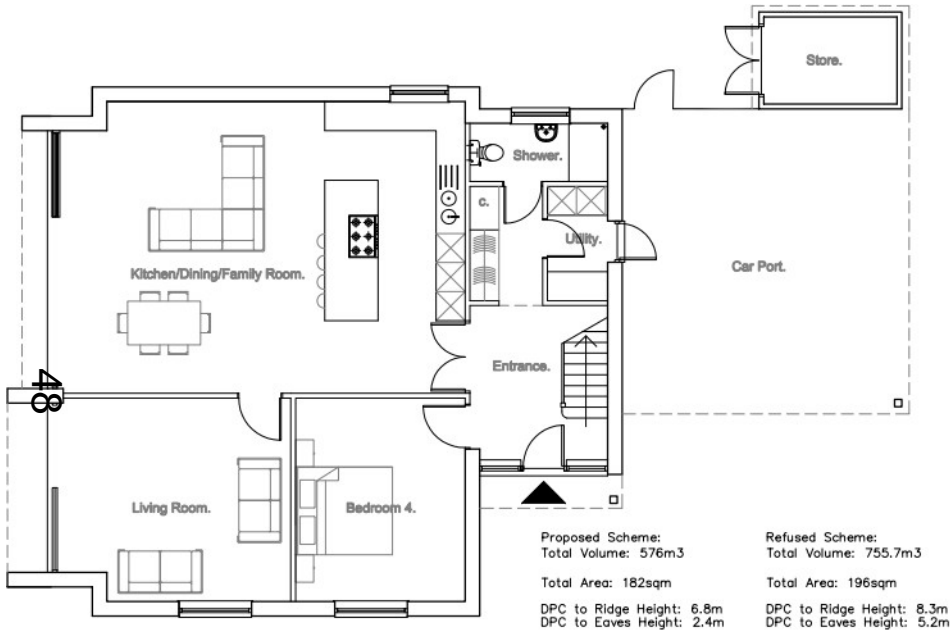 Store.
Shower.
c.
Utility.
Kitchen/Dining/Family Room.
Car Port.
Entrance.
48
Living Room.
Bedroom 4.
Proposed Scheme:
Total Volume: 576m3
Total Area: 182sqm
DPC to Ridge Height: 6.8m
DPC to Eaves Height: 2.4m
Refused Scheme:
Total Volume: 755.7m3
Total Area: 196sqm
DPC to Ridge Height: 8.3m
DPC to Eaves Height: 5.2m